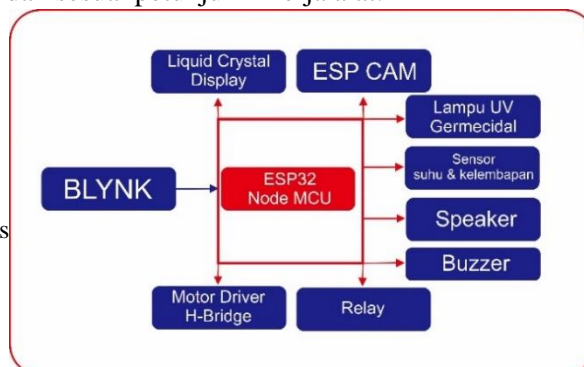 Liquid Crystal
Display
ESP CAM
Lampu UV
Germecidal
Sensor
suhu & kelembapan
BLYNK
ESP32
Node MCU
Speaker
s
Buzzer
Motor Driver
H-Bridge
Relay